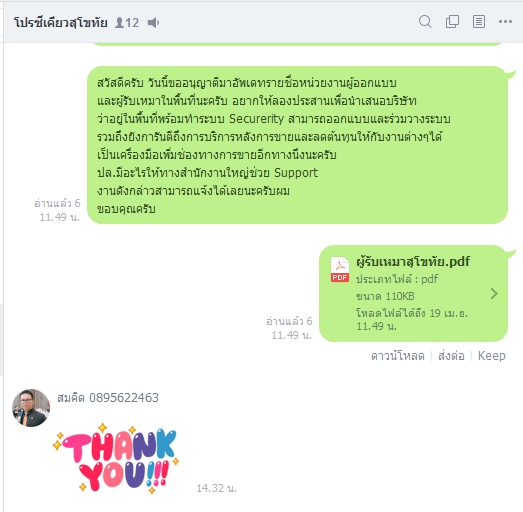 โปรซีเคียวสุโขทัย 12
สวัสดีครับ วันนี้ขออนุญาติมาอัพเดทรายชื่อหน่วยงานผู้ออกแบบ
และผู้รับเหมาในพื้นที่นะครับ อยากให้ลองประสานเพื่อนำเสนอบริษัท
ว่าอยู่ในพื้นที่พร้อมทำระบบ Securerity สามารถออกแบบและร่วมวางระบบ
รวมถึงยังการันตีถึงการบริการหลังการขายและลดต้นทุนให้กับงานต่างๆได้
เป็นเครื่องมือเพิ่มช่องทางการขายอีกทางนึงนะครับ
ปล.มีอะไรให้ทางสำนักงานใหญ่ช่วย Support
งานดังกล่าวสามารถแจ้งได้เลยนะครับผม
ขอบคุณครับ
อ่านแล้ว 6
11.49 น.
ผู้รับเหมาสุโขทัย.pdf
PDF
ประเภทไฟล์ : pdf
ขนาด 110KB
โหลดไฟล์ได้ถึง 19 เม.ย.
11.49 น.
อ่านแล้ว 6
11.49 น.
ดาวน์โหลด ส่งต่อ Keep
สมคิด 0895622463
THANK
YOU!!!
14.32 น.